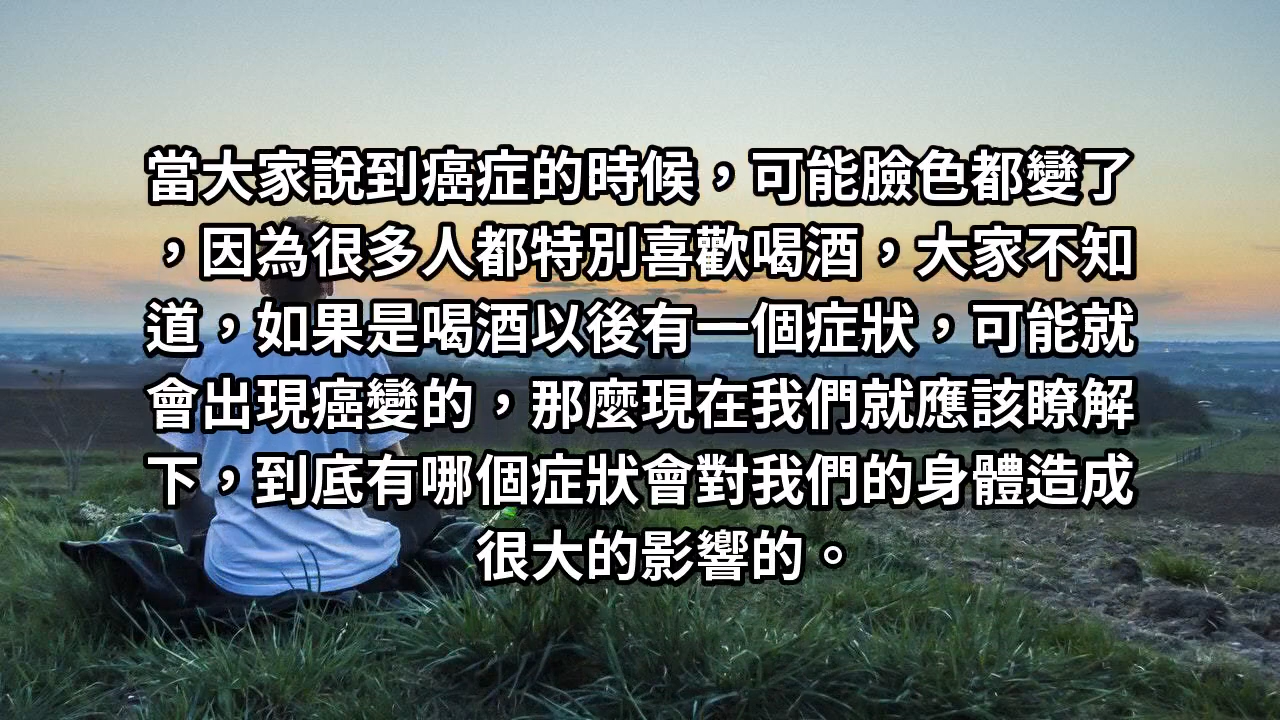 當大家說到癌症的時候，可能臉色都變了
，因為很多人都特別喜歡喝酒，大家不知
道，如果是喝酒以後有一個症狀，可能就
會出現癌變的，那麼現在我們就應該瞭解
下，到底有哪個症狀會對我們的身體造成
很大的影響的。